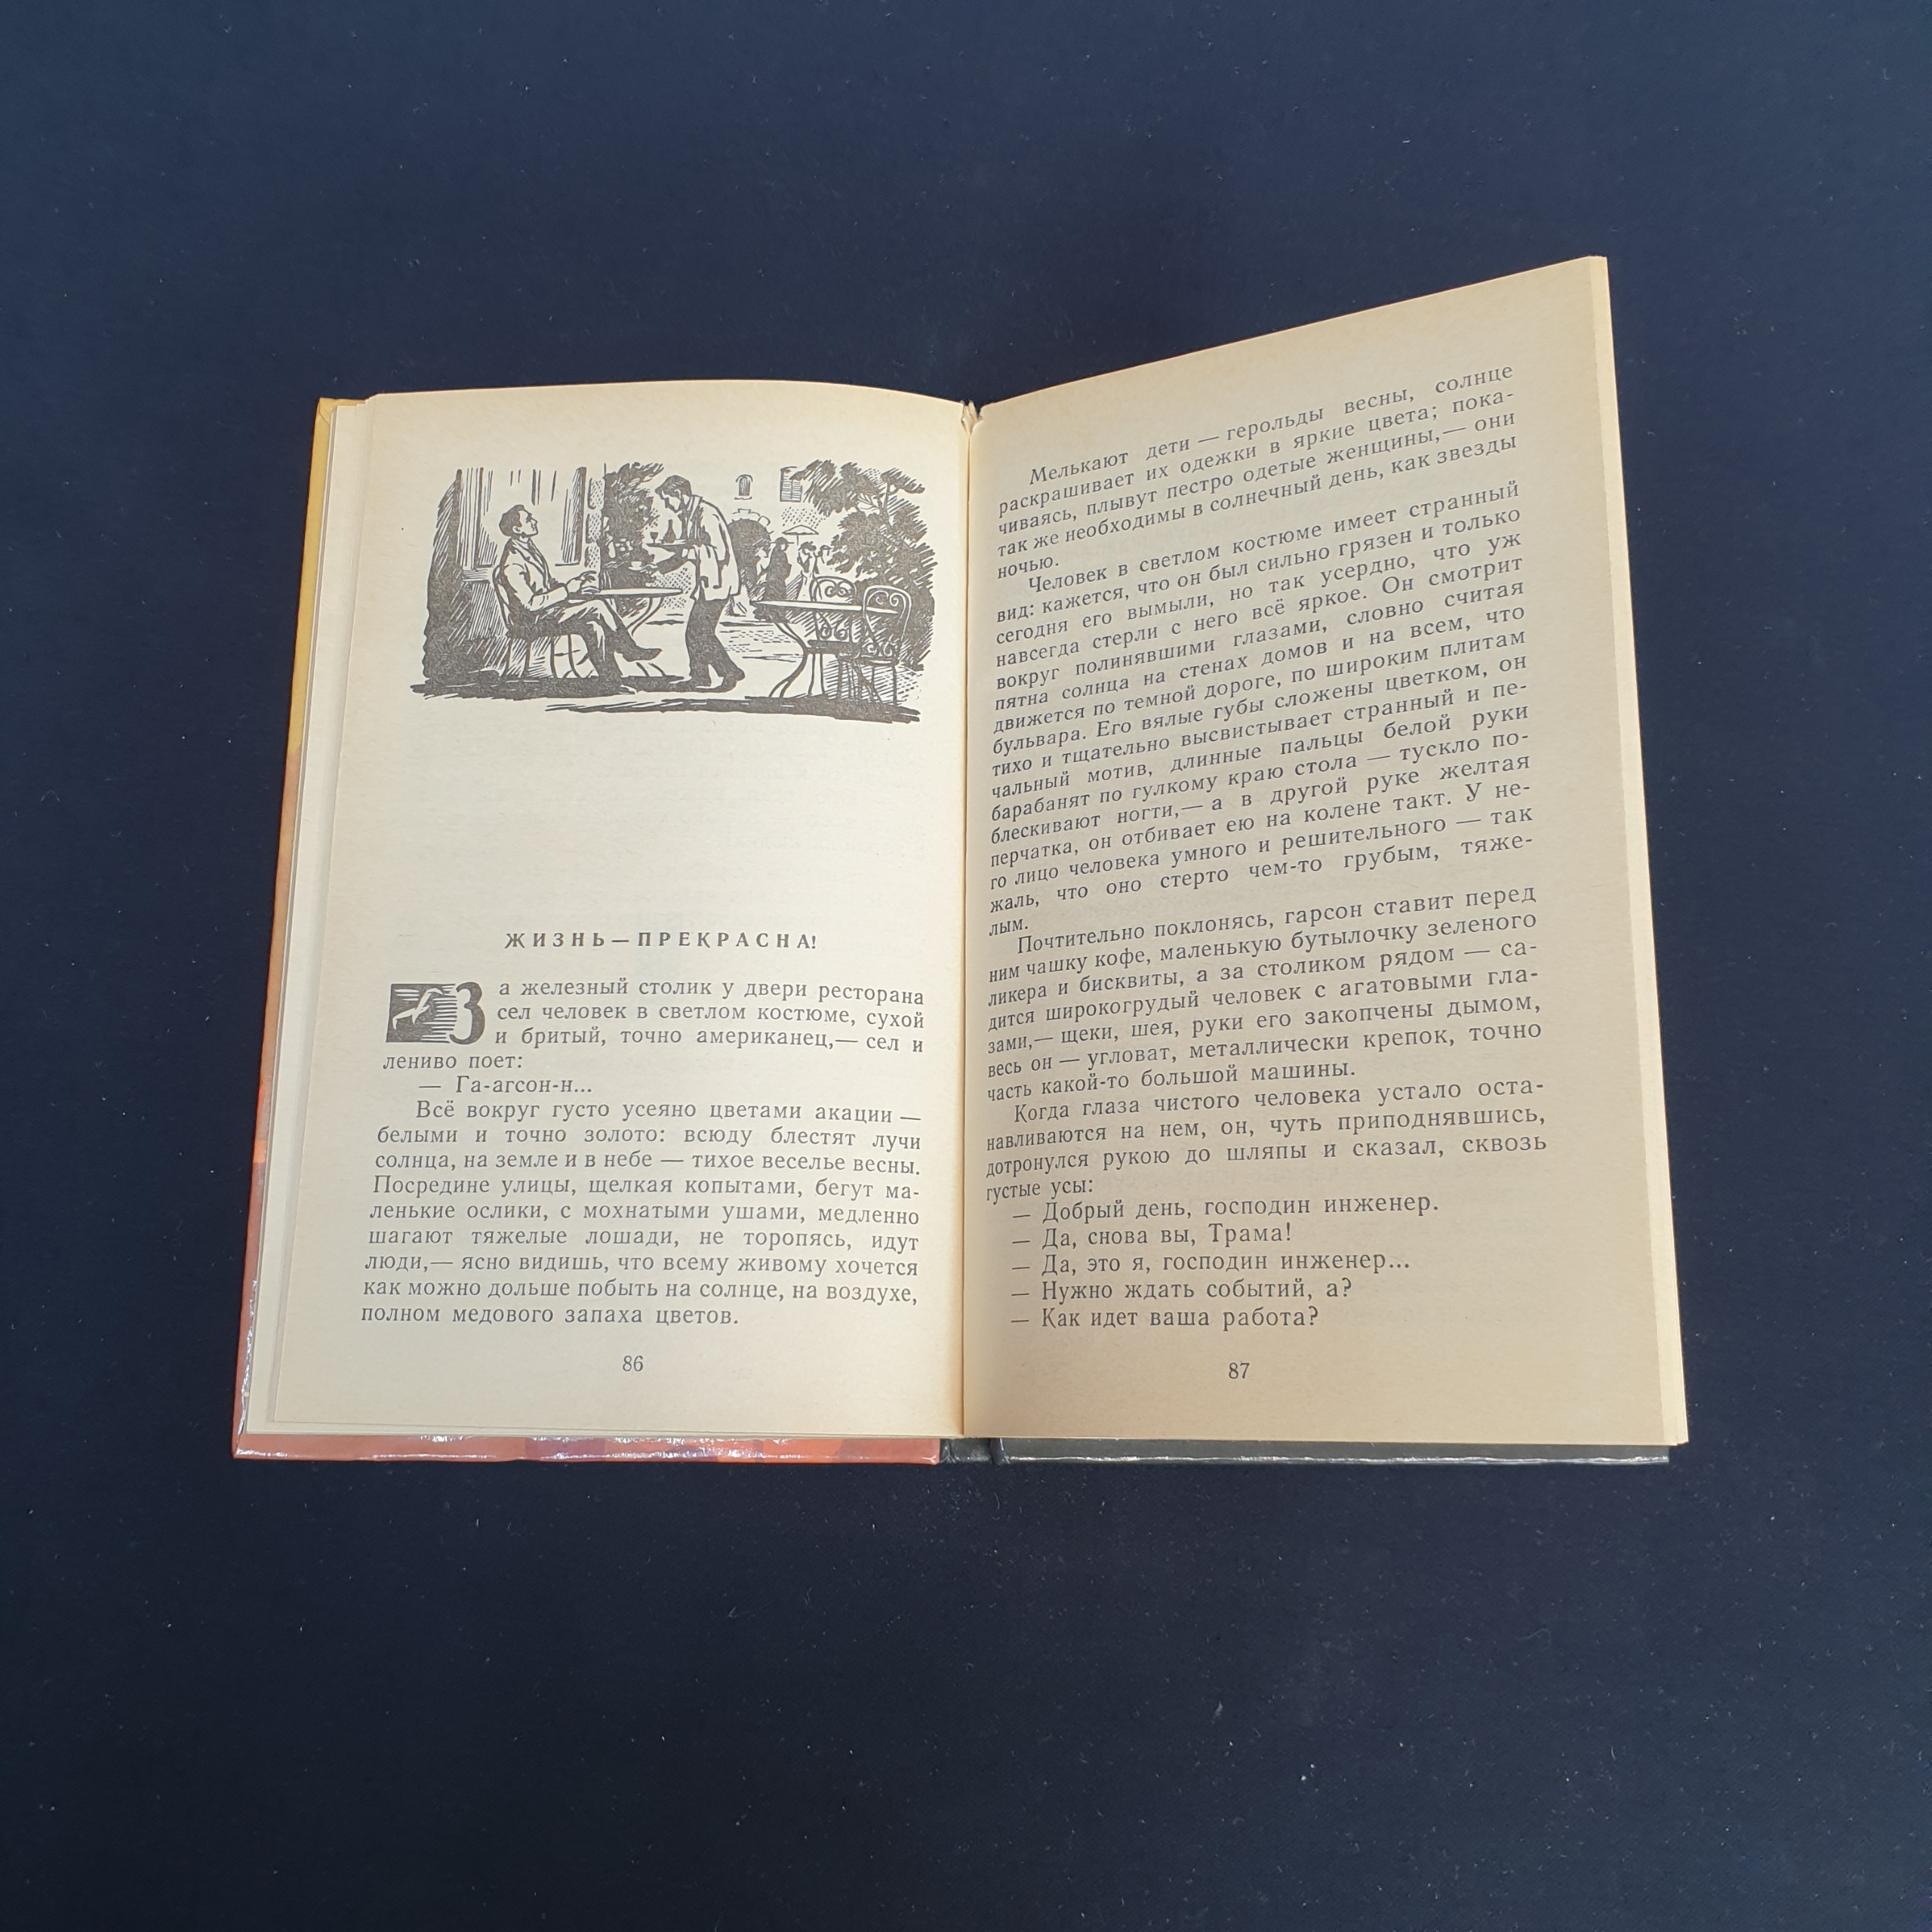 ЖИЗНЬ — ПРЕКРАСНА!
За железный столик у двери ресторана
сел человек в светлом костюме, сухой
и бритый, точно американец,— сел и
лениво поет:
— Га-агсон-н...
Всё вокруг густо усеяно цветами акации —
белыми и точно золото: всюду блестят лучи
солнца, на земле и в небе — тихое веселье весны.
Посредине улицы, щелкая копытами, бегут ма-
ленькие ослики, с мохнатыми ушами, медленно
шагают тяжелые лошади, не торопясь, идут
люди,— ясно видишь, что всему живому хочется
как можно дольше побыть на солнце, на воздухе,
полном медового запаха цветов.
86
Мелькают дети — герольды весны, солнце
раскрашивает их одежки в яркие цвета; пока-
чиваясь, плывут пестро одетые женщины,— они
так же необходимы в солнечный день, как звезды
ночью.
Человек в светлом костюме имеет странный
вид: кажется, что он был сильно грязен и только
сегодня его вымыли, но так усердно, что уж
навсегда стерли с него всё яркое. Он смотрит
вокруг полинявшими глазами, словно считая
пятна солнца на стенах домов и на всем, что
движется по темной дороге, по широким плитам
бульвара. Его вялые губы сложены цветком, он
тихо и тщательно высвистывает странный и пе-
чальный мотив, длинные пальцы белой руки
барабанят по гулкому краю стола — тускло по-
блескивают ногти,— а в другой руке желтая
перчатка, он отбивает ею на колене такт. У не-
го лицо человека умного и решительного — так
жаль, что оно стерто чем-то грубым, тяже-
лым.
Почтительно поклонясь, гарсон ставит перед
ним чашку кофе, маленькую бутылочку зеленого
ликера и бисквиты, а за столиком рядом — са-
дится широкогрудый человек с агатовыми гла-
зами,— щеки, шея, руки его закопчены дымом,
весь он — угловат, металлически крепок, точно
часть какой-то большой машины.
Когда глаза чистого человека устало оста-
навливаются на нем, он, чуть приподнявшись,
дотронулся рукою до шляпы и сказал, сквозь
густые усы:
— Добрый день, господин инженер.
— Да, снова вы, Трама!
— Да, это я, господин инженер...
— Нужно ждать событий, а?
— Как идет ваша работа?
87